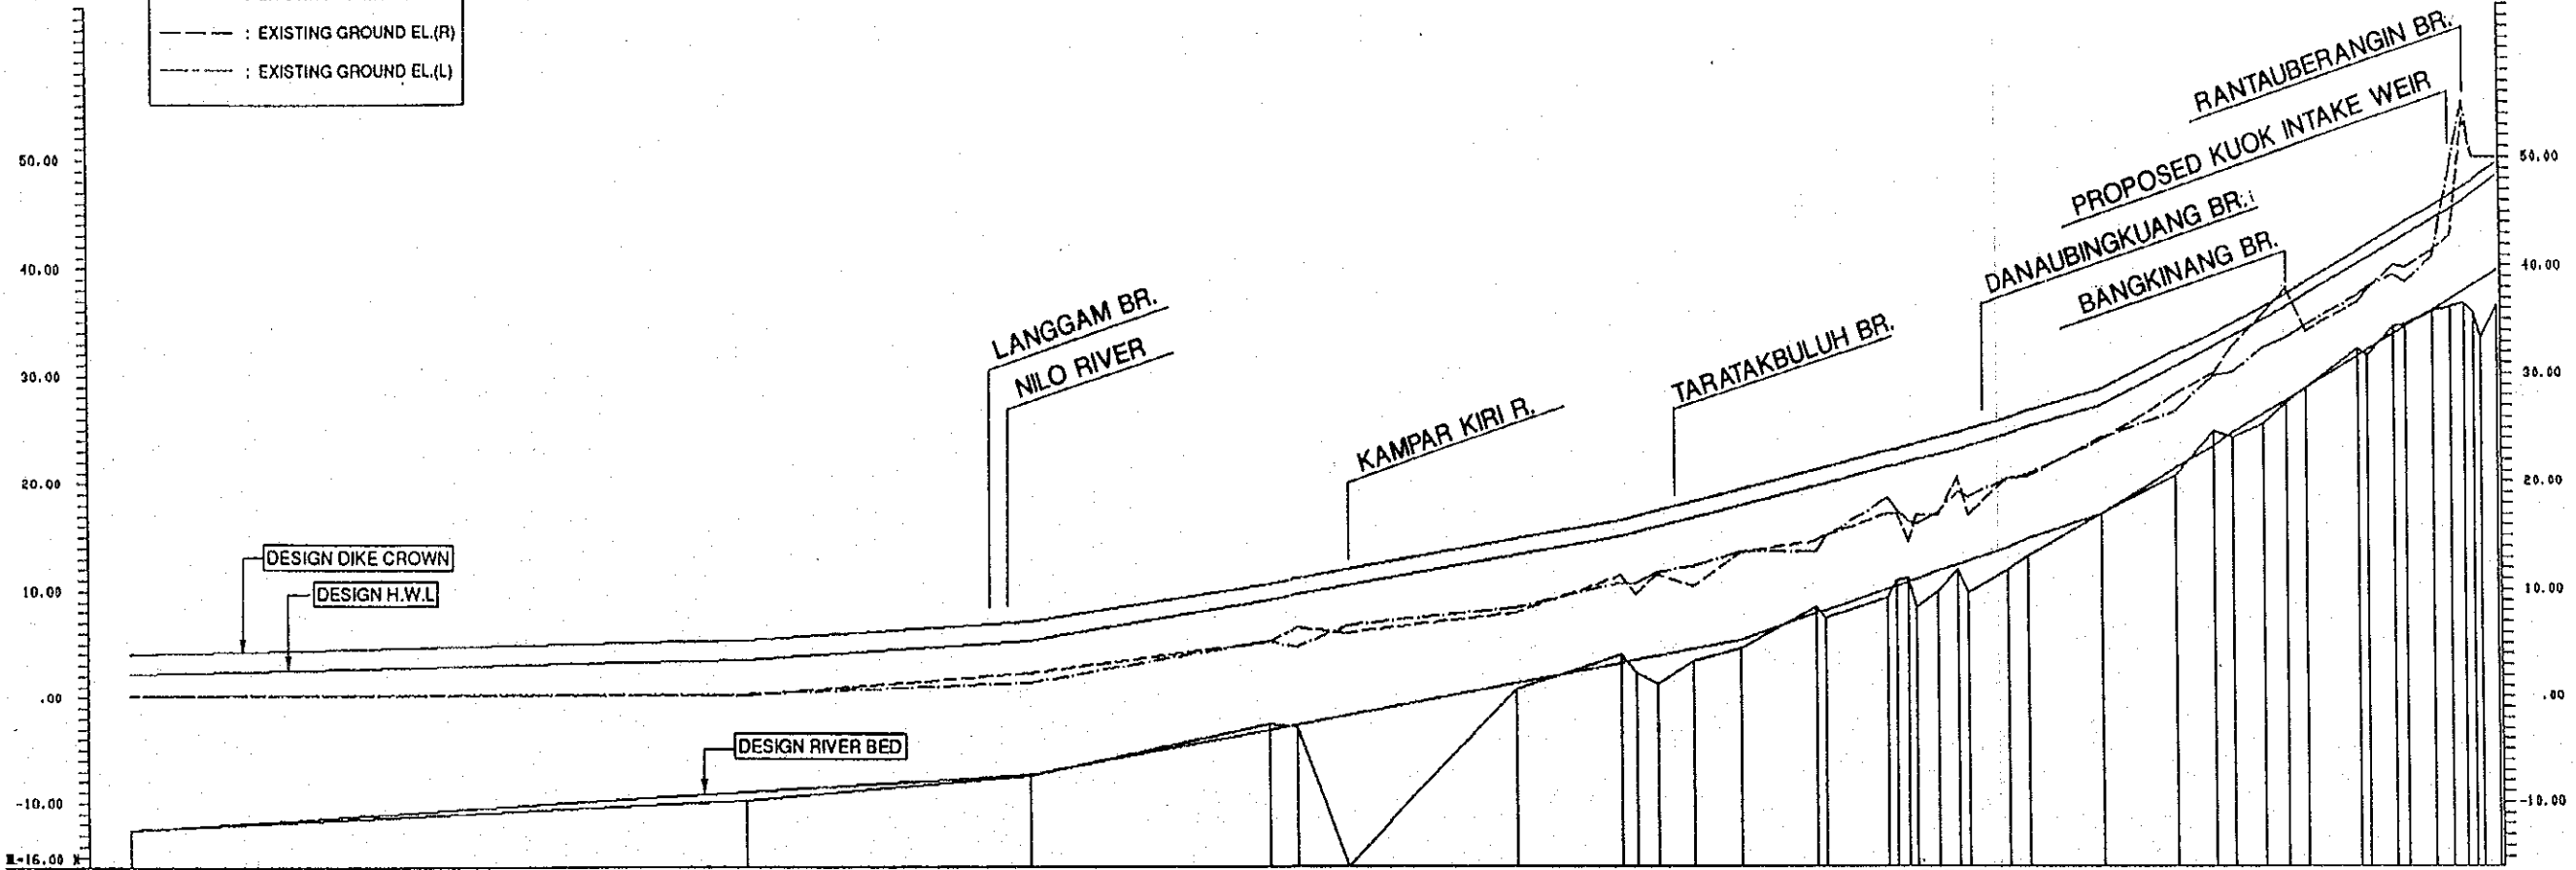 : EXISTING GROUND EL.(R)
: EXISTING GROUND EL.(L)
RANTAUBERANGIN BR.
PROPOSED KUOK INTAKE WEIR
DANAUBINGKUANG BR.
BANGKINANG BR.
LANGGAM BR.
NILO RIVER
TARATAKBULUH BR.
KAMPAR KIRI R.
DESIGN DIKE CROWN
DESIGN H.W.L
DESIGN RIVER BED
50.00
40.00
30.00
20.00
10.00
.00
-10.00
50.00
40.00
30.00
20.00
10.00
.00
-10.00